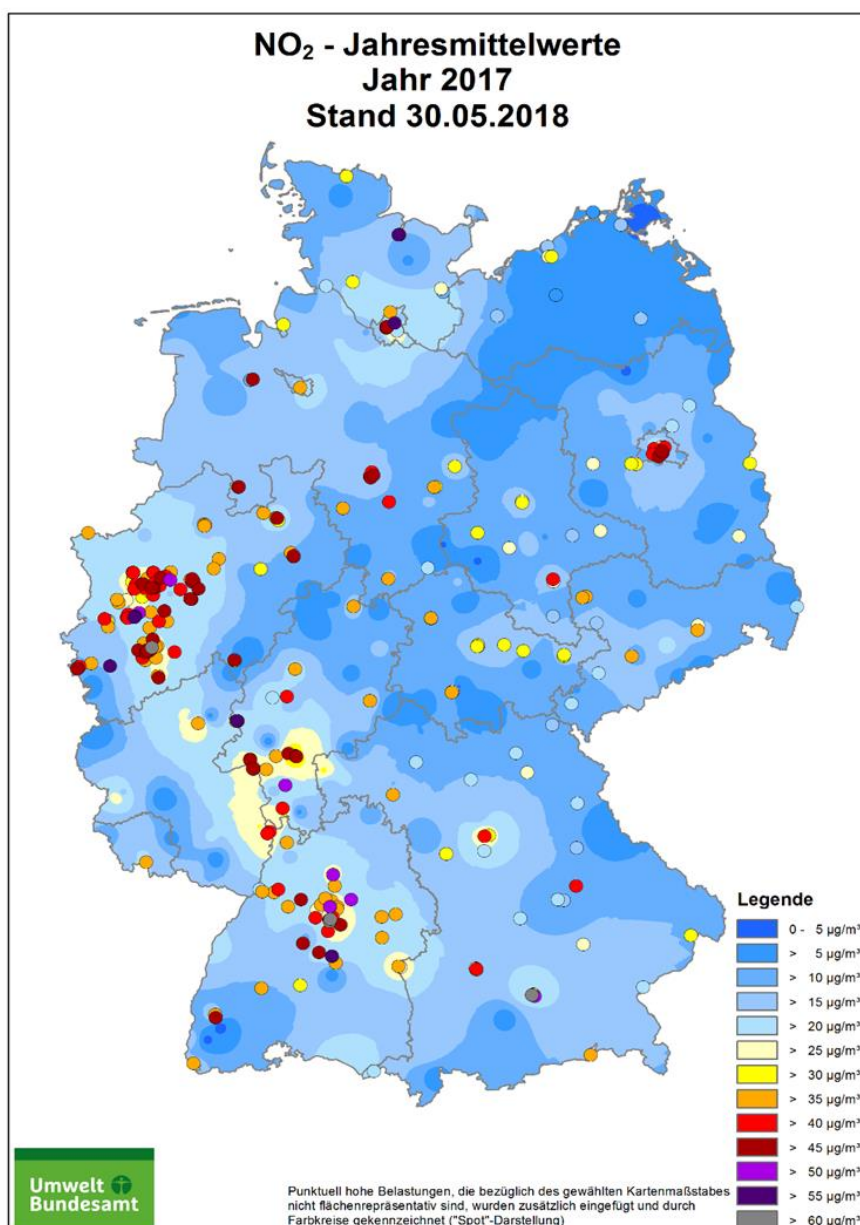 NO₂ - Jahresmittelwerte
Jahr 2017
Stand 30.05.2018
Legende
0 - 5 µg/m³
> 5 µg/m³
> 10 µg/m³
> 15 µg/m³
> 20 µg/m³
> 25 µg/m³
> 30 µg/m³
> 35 µg/m³
> 40 µg/m³
> 45 µg/m³
> 50 µg/m³
> 55 µg/m³
> 60 µg/m³
Umwelt
Bundesamt
Punktuell hohe Belastungen, die bezüglich des gewählten Kartenmaßstabes
nicht flächenrepräsentativ sind, wurden zusätzlich eingefügt und durch
Farbkreise gekennzeichnet ("Spot"-Darstellung)